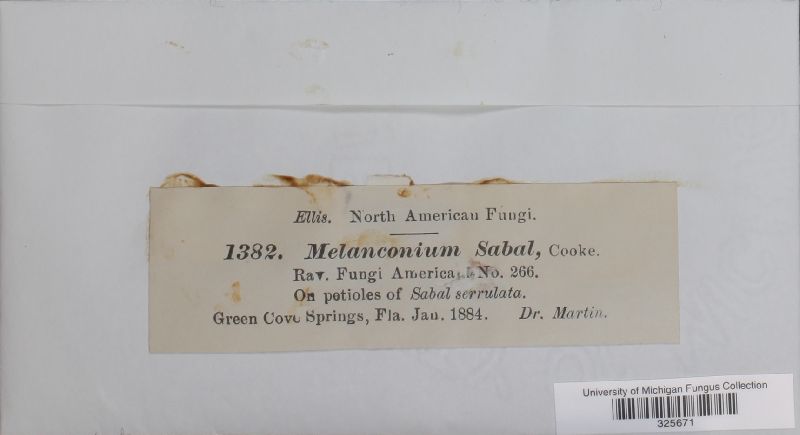 Ellis. North American Fungi.
1382. Melanconium Sabal, Cooke.
Rav. Fungi Americani No. 266.
On petioles of Sabal serrulata.
Green Cove Springs, Fla. Jan. 1884. Dr. Martin.
University of Michigan Fungus Collection
325671